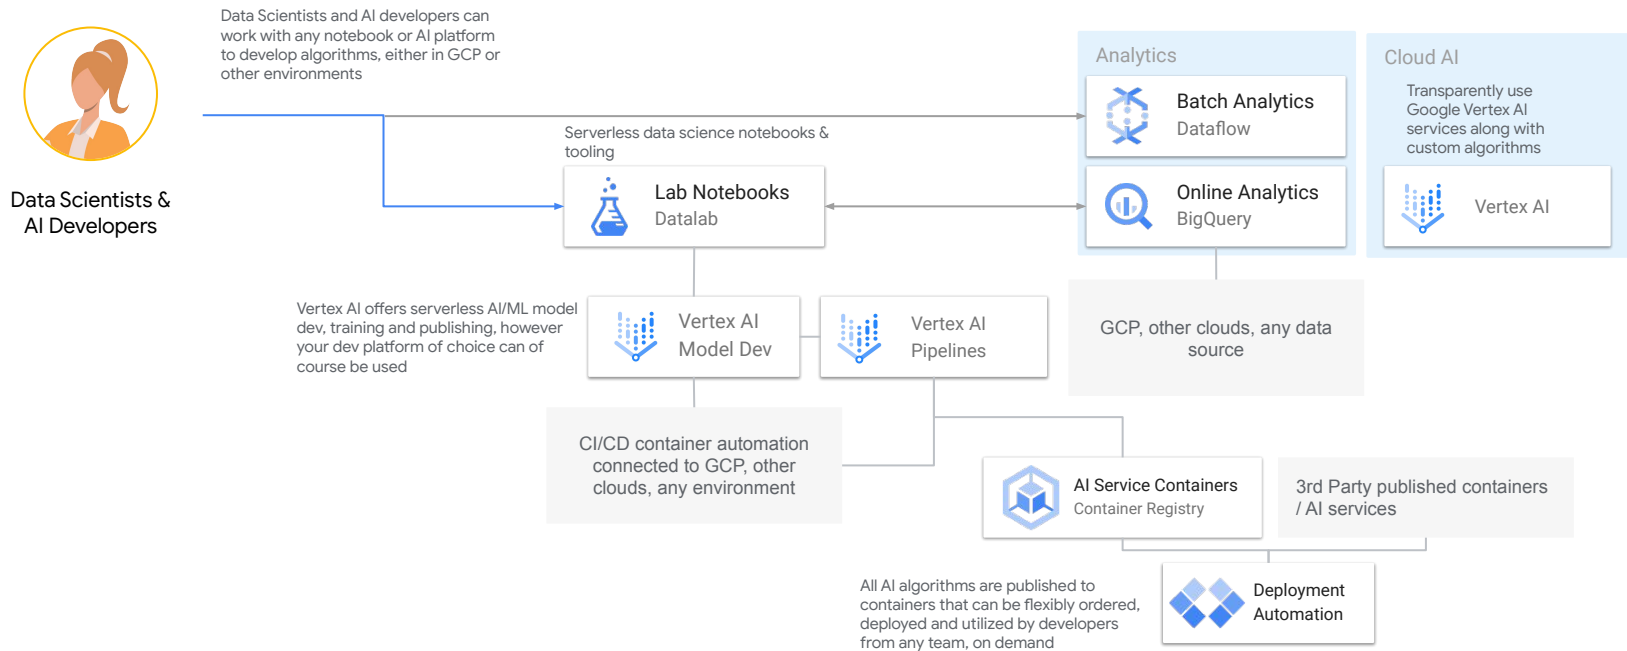 Data Scientists and AI developers can
work with any notebook or AI platform
to develop algorithms, either in GCP or
other environments
Data Scientists &
AI Developers
Serverless data science notebooks &
tooling
Lab Notebooks
Datalab
Analytics
Batch Analytics
Dataflow
Online Analytics
BigQuery
Cloud AI
Transparently use
Google Vertex AI
services along with
custom algorithms
Vertex AI
Vertex AI offers serverless AI/ML model
dev, training and publishing, however
your dev platform of choice can of
course be used
Vertex AI
Model Dev
Vertex AI
Pipelines
GCP, other clouds, any data
source
CI/CD container automation
connected to GCP, other
clouds, any environment
AI Service Containers
Container Registry
3rd Party published containers
/ AI services
All AI algorithms are published to
containers that can be flexibly ordered,
deployed and utilized by developers
from any team, on demand
Deployment
Automation